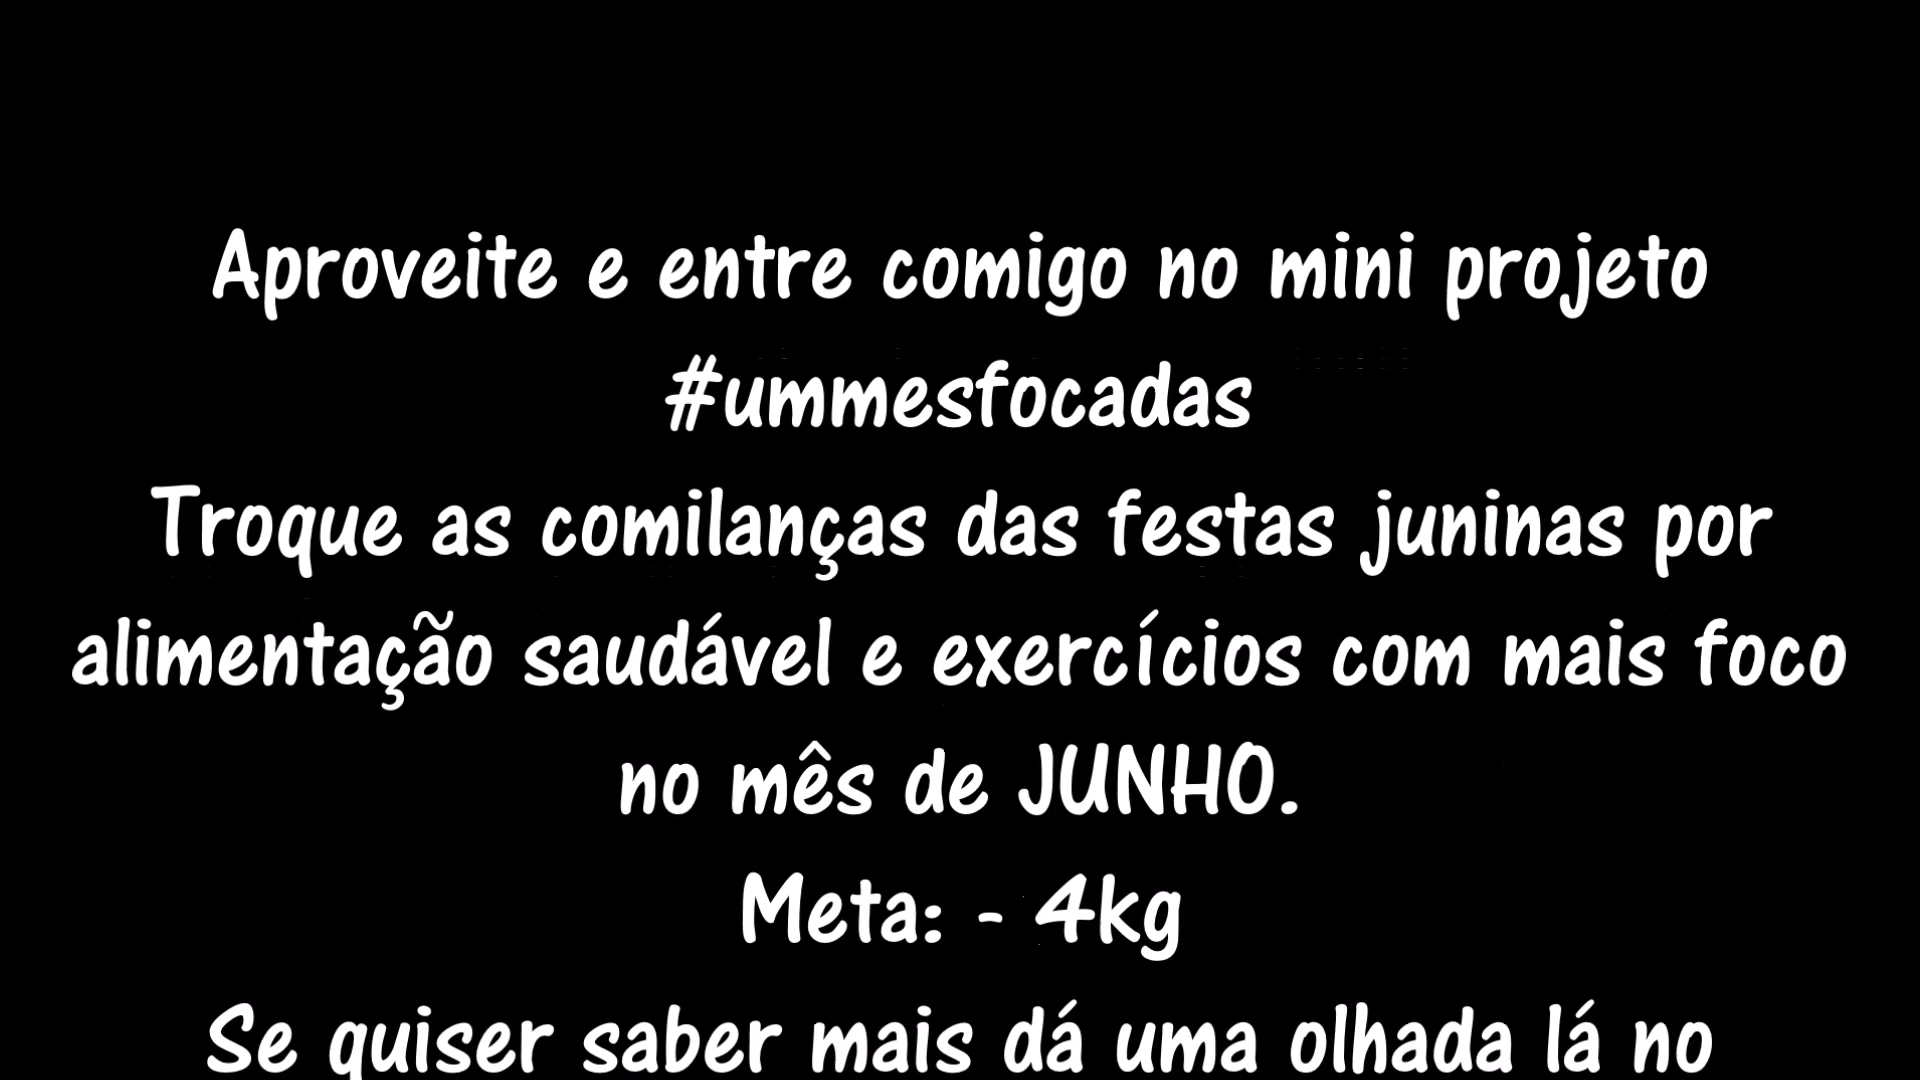 Aproveite e entre comigo no mini projeto
#ummesfocadas
Troque as comilanças das festas juninas por
alimentação saudável e exercícios com mais foco
no mês de JUNHO.
Meta: - 4kg
Se quiser saber mais dá uma olhada lá no